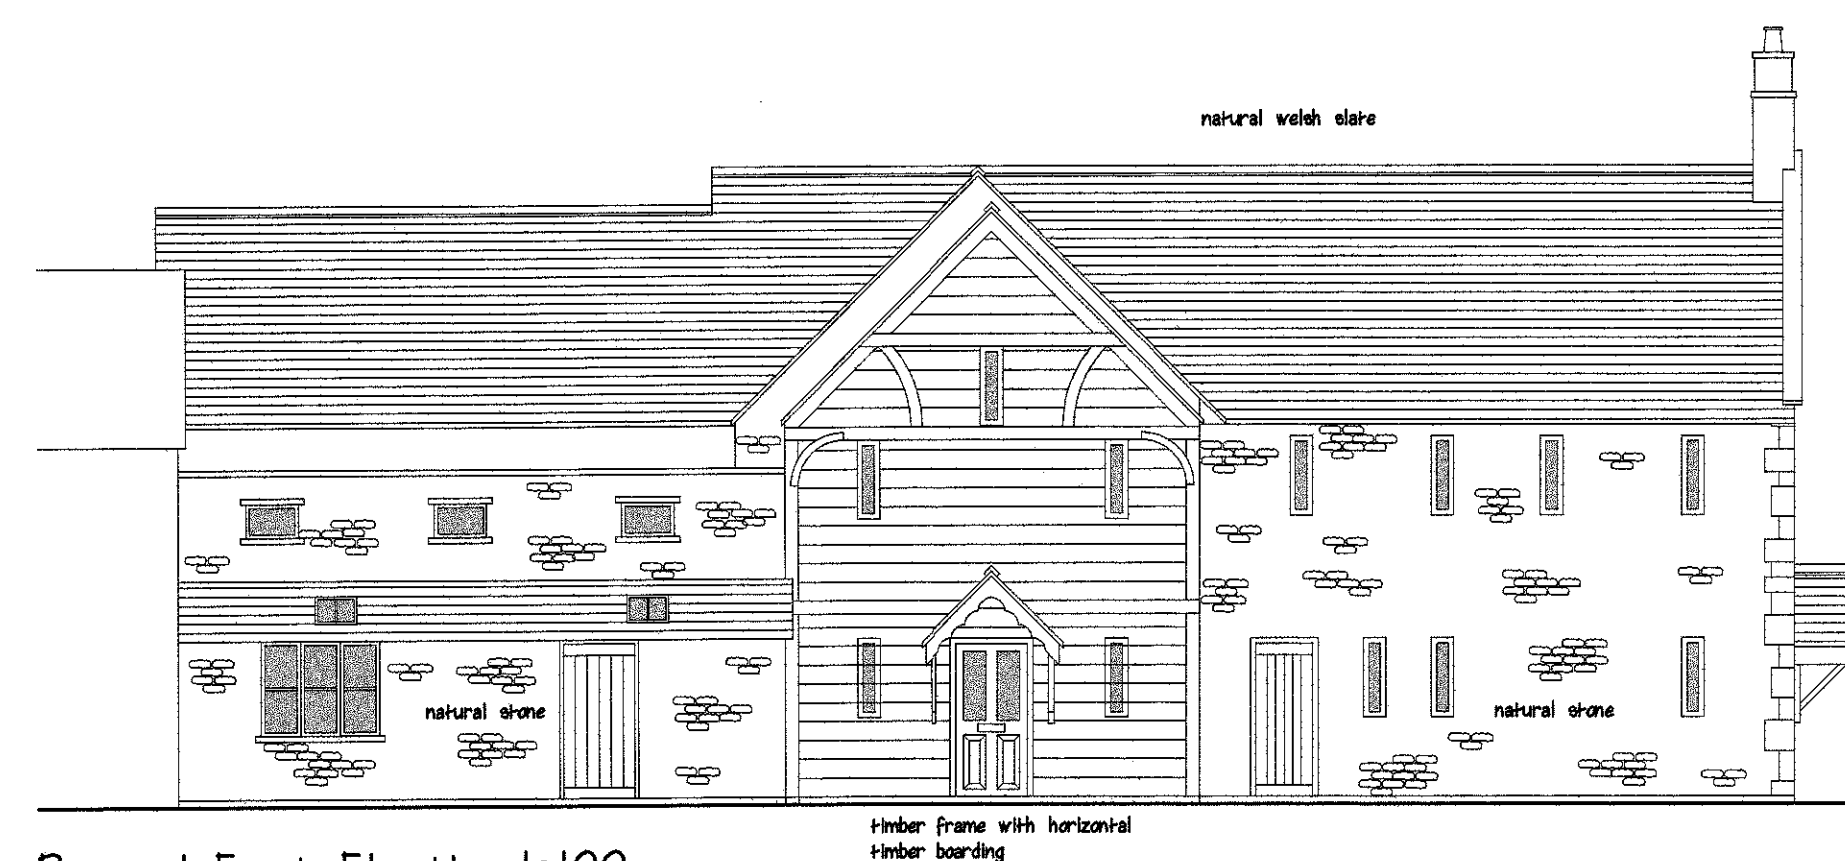 natural welsh slate
natural stone
natural stone
timber frame with horizontal
timber boarding